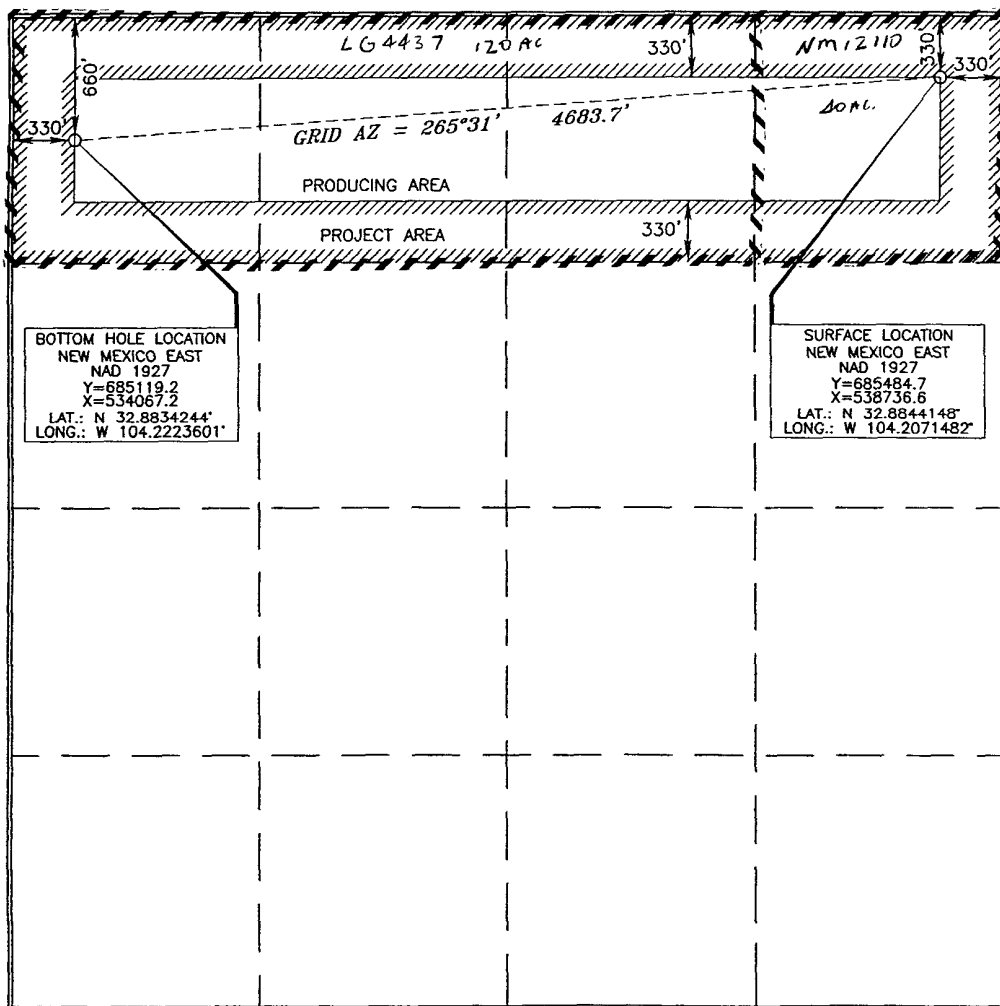 LG4437 120 AC
330'
NM12110
330'
330'
660'
330'
GRID AZ = 265°31' 4683.7'
40 AC.
PRODUCING AREA
PROJECT AREA
330'
BOTTOM HOLE LOCATION
NEW MEXICO EAST
NAD 1927
Y=685119.2
X=534067.2
LAT.: N 32.8834244°
LONG.: W 104.2223601°
SURFACE LOCATION
NEW MEXICO EAST
NAD 1927
Y=685484.7
X=538736.6
LAT.: N 32.8844148°
LONG.: W 104.2071482°